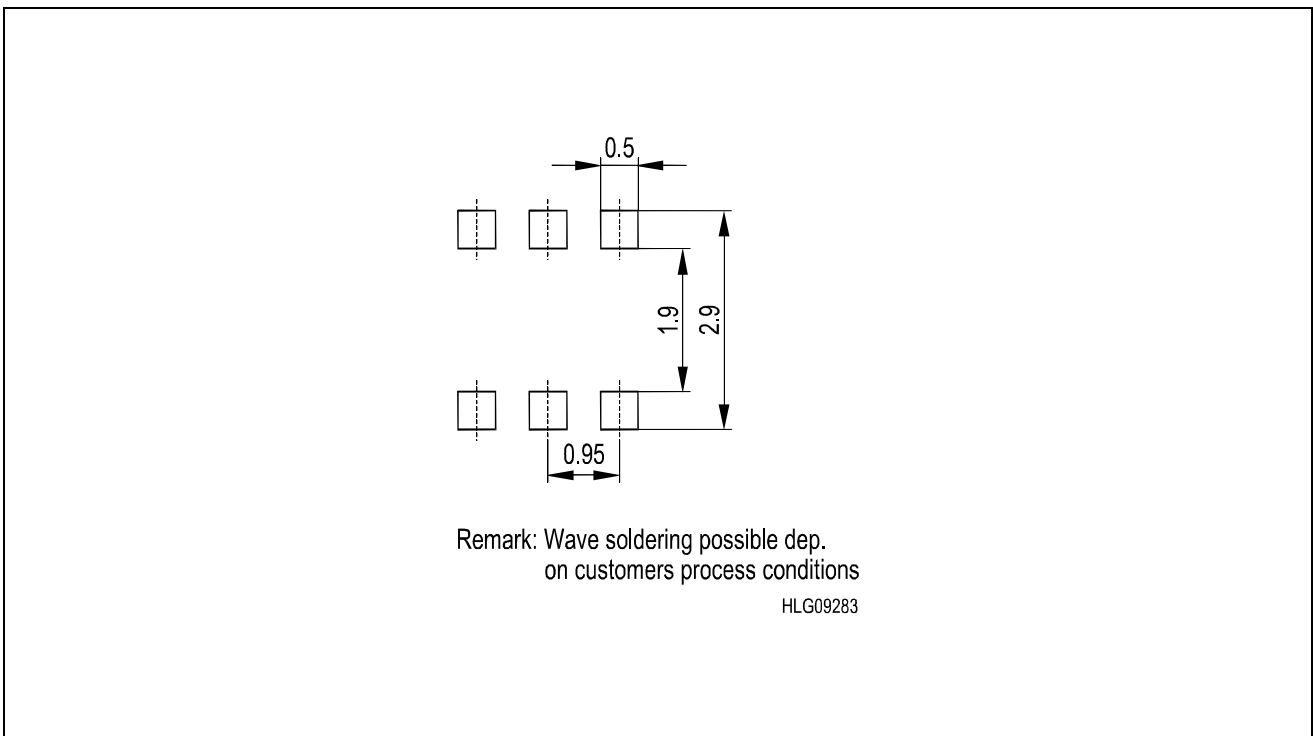 0.5
1.9
2.9
0.95
Remark: Wave soldering possible dep.
on customers process conditions
HLG09283